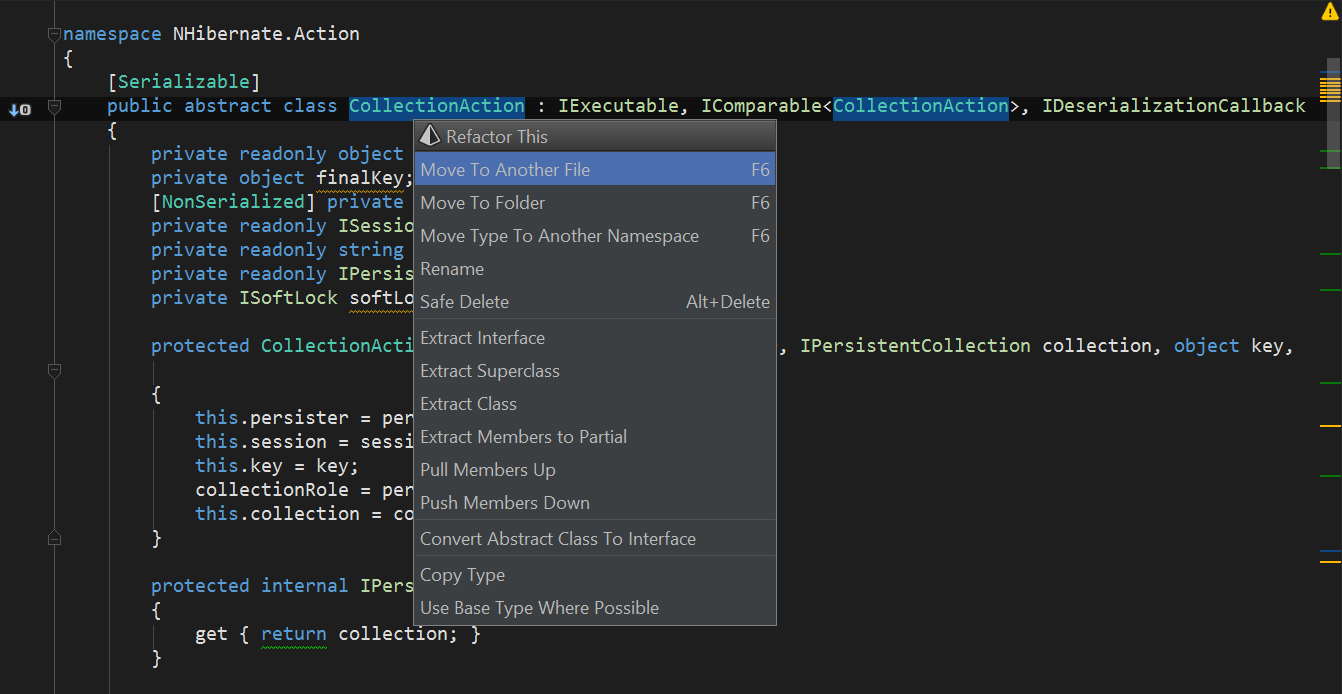 namespace NHibernate.Action
{
[Serializable]
public abstract class CollectionAction : IExecutable, IComparable<CollectionAction>, IDeserializationCallback
{
Refactor This
private readonly object
Move To Another File F6
private object finalKey;
[NonSerialized] private
Move To Folder F6
private readonly ISessio
Move Type To Another Namespace F6
private readonly string
private readonly IPersis
Rename
private ISoftLock softLo
Safe Delete Alt+Delete
Extract Interface
protected CollectionActi , IPersistentCollection collection, object key,
Extract Superclass
{
Extract Class
this.persister = per
this.session = sessi
Extract Members to Partial
this.key = key;
Pull Members Up
collectionRole = per
Push Members Down
this.collection = co
}
Convert Abstract Class To Interface
Copy Type
protected internal IPers
{
Use Base Type Where Possible
get { return collection; }
}